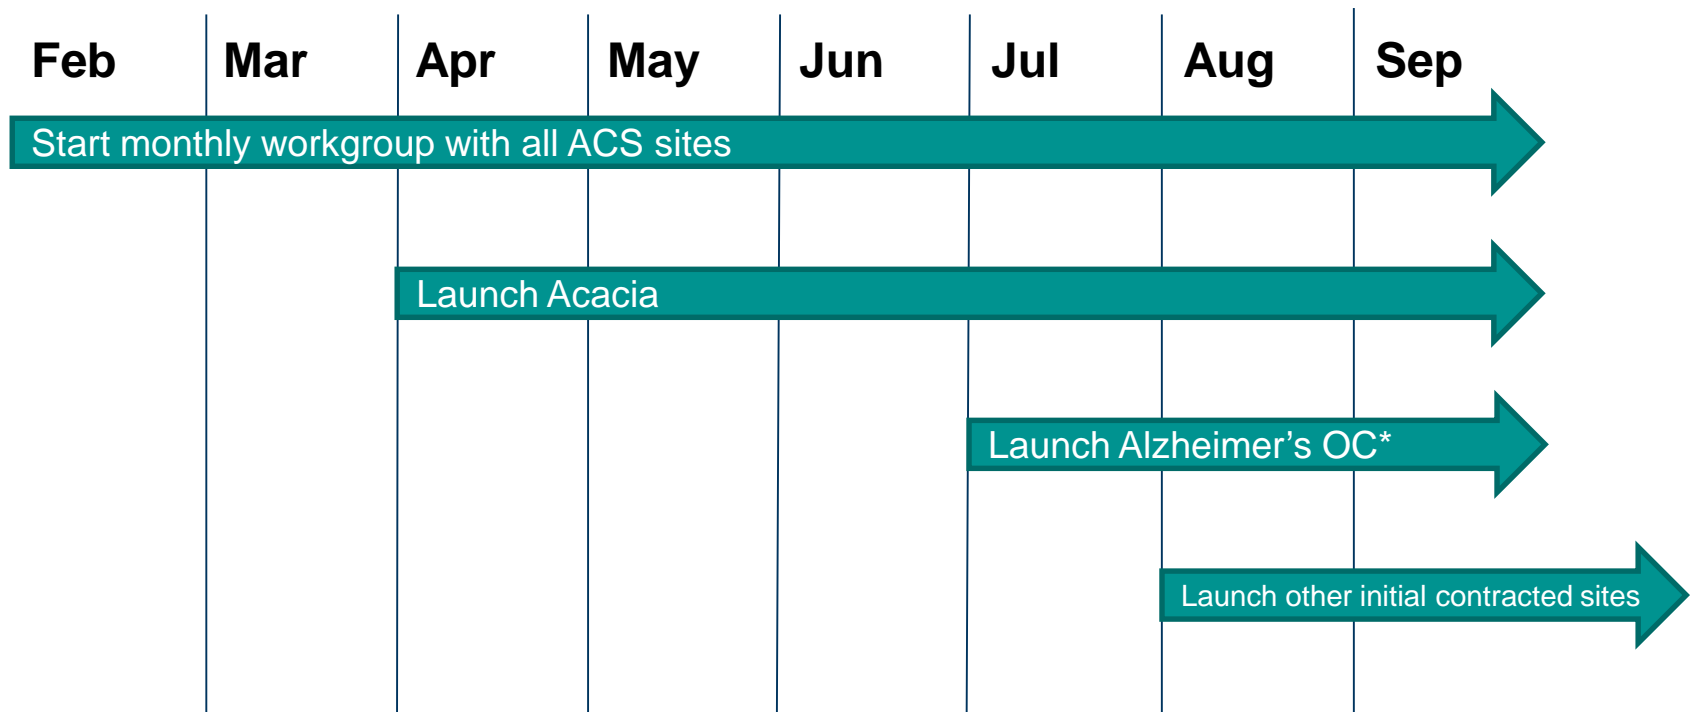 Feb Mar Apr May Jun Jul Aug Sep
Start monthly workgroup with all ACS sites
Launch Acacia
Launch Alzheimer’s OC*
Launch other initial contracted sites